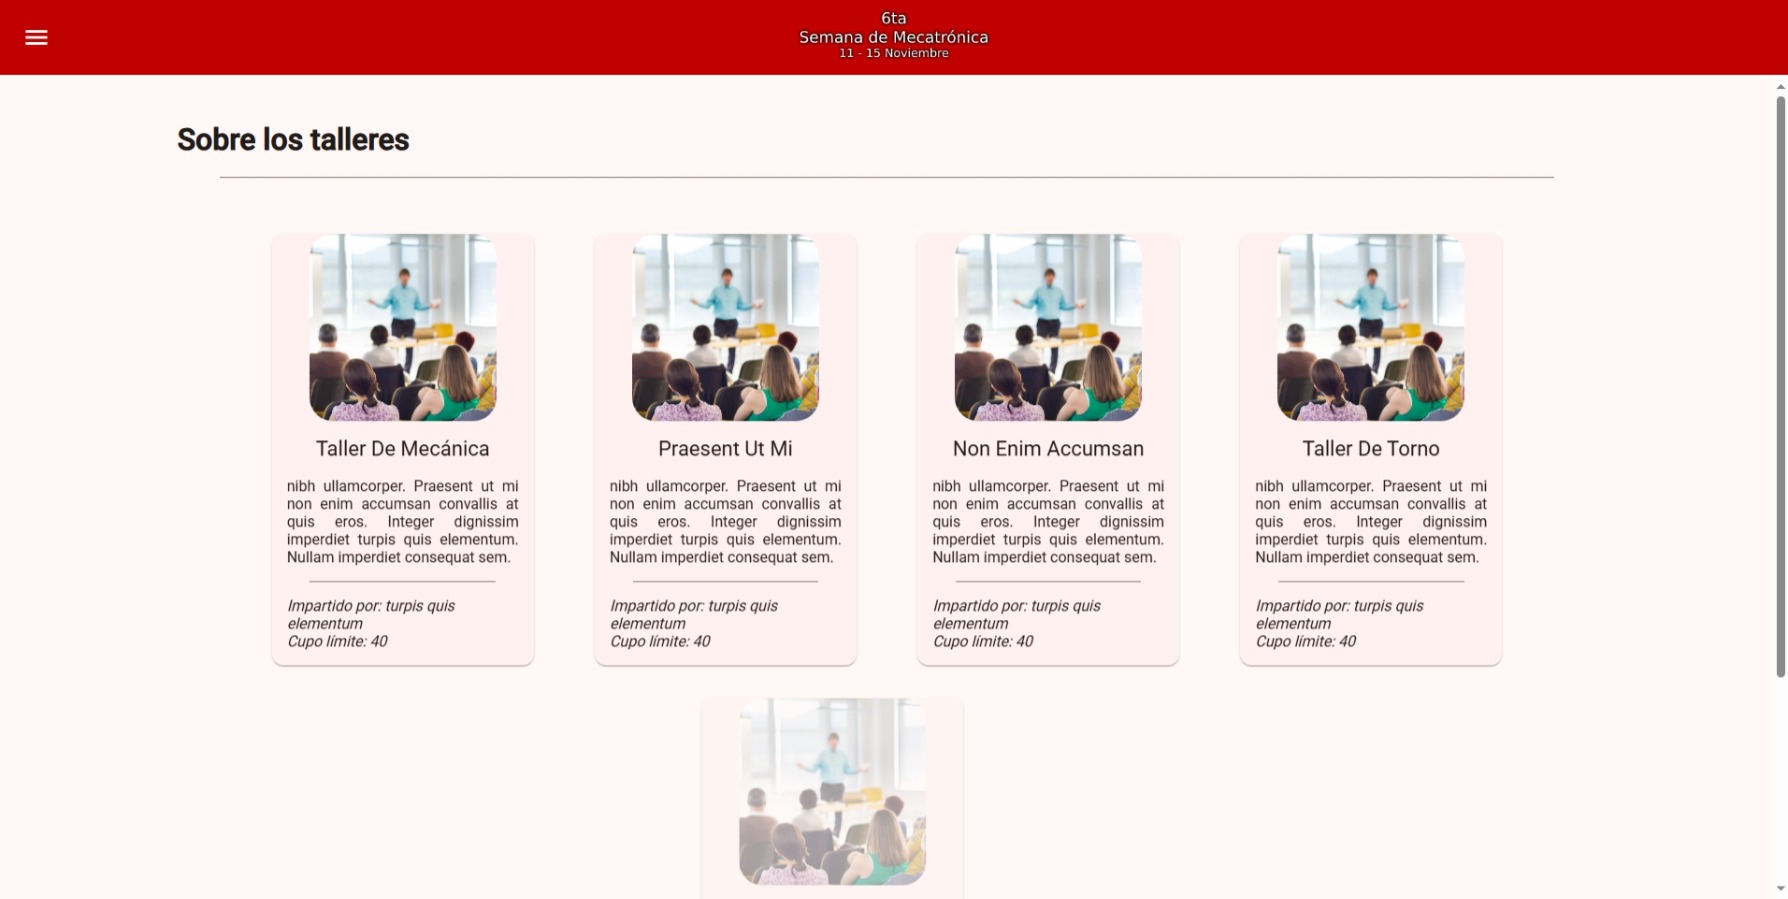 6ta
Semana de Mecatrónica
11 - 15 Noviembre
Sobre los talleres
Taller De Mecánica
nibh ullamcorper. Praesent ut mi
non enim accumsan convallis at
quis eros. Integer dignissim
imperdiet turpis quis elementum.
Nullam imperdiet consequat sem.
Impartido por: turpis quis
elementum
Cupo límite: 40
Praesent Ut Mi
nibh ullamcorper. Praesent ut mi
non enim accumsan convallis at
quis eros. Integer dignissim
imperdiet turpis quis elementum.
Nullam imperdiet consequat sem.
Impartido por: turpis quis
elementum
Cupo límite: 40
Non Enim Accumsan
nibh ullamcorper. Praesent ut mi
non enim accumsan convallis at
quis eros. Integer dignissim
imperdiet turpis quis elementum.
Nullam imperdiet consequat sem.
Impartido por: turpis quis
elementum
Cupo límite: 40
Taller De Torno
nibh ullamcorper. Praesent ut mi
non enim accumsan convallis at
quis eros. Integer dignissim
imperdiet turpis quis elementum.
Nullam imperdiet consequat sem.
Impartido por: turpis quis
elementum
Cupo límite: 40